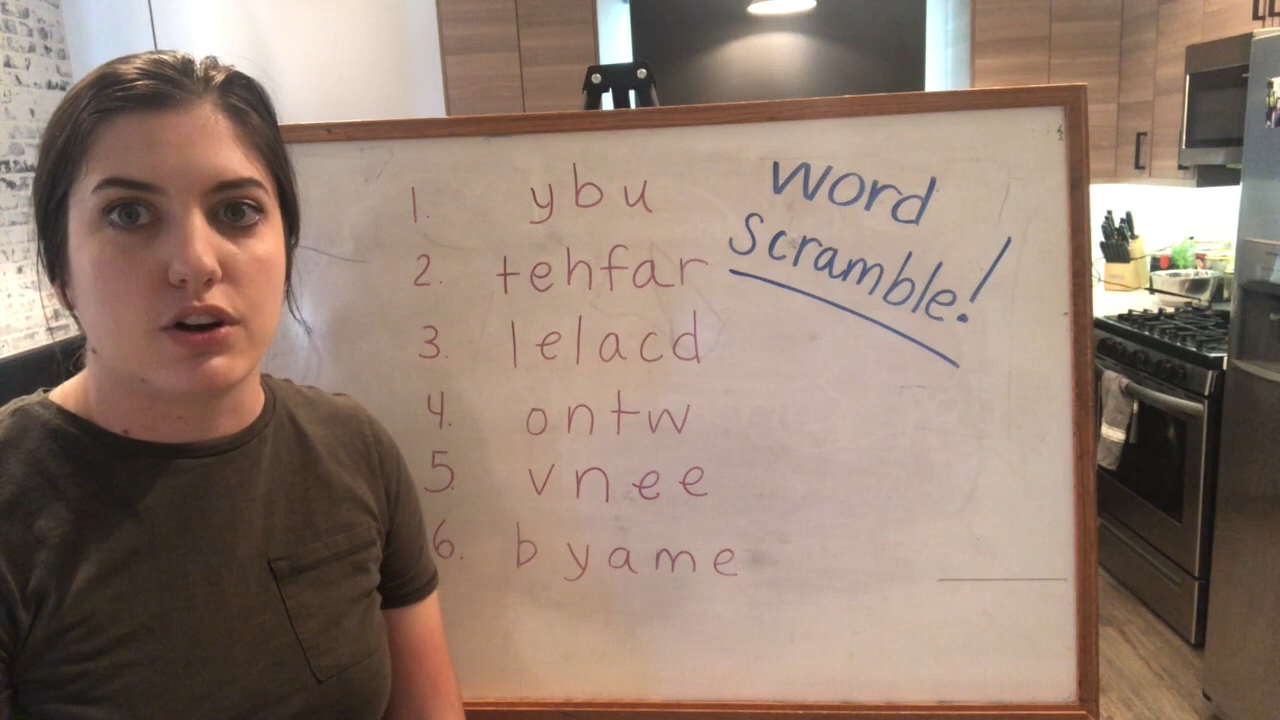 1. ybu
2. tehfar
3. lelacd
4. ontw
5. vnee
6. byame
word
scramble!